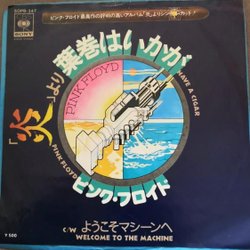 SOPB 347
CBS
SONY
ピンク・フロイド最高作の評判の高いアルバム「炎」よりシングル・カット!
「炎」より
葉巻はいかが
HAVE A CIGAR
PINK FLOYD
PINK FLOYD
ピンク・フロイド
c/w ようこそマシーンへ
WELCOME TO THE MACHINE
¥500